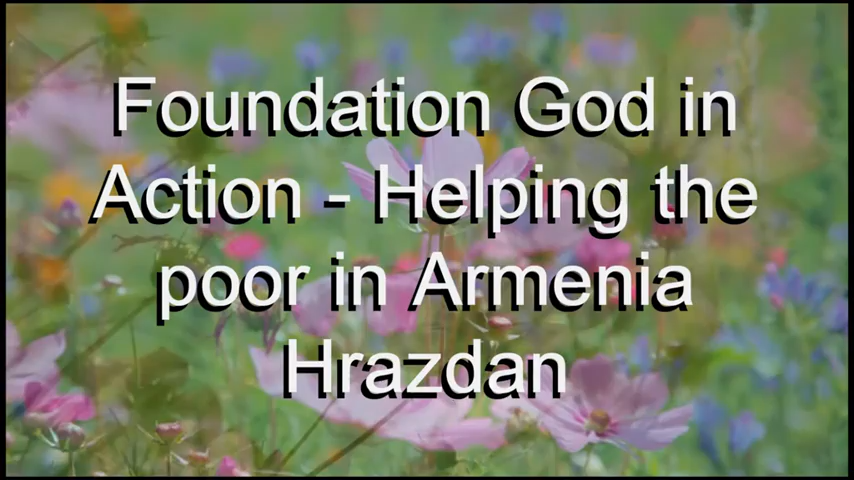 Foundation God in
Action - Helping the
poor in Armenia
Hrazdan